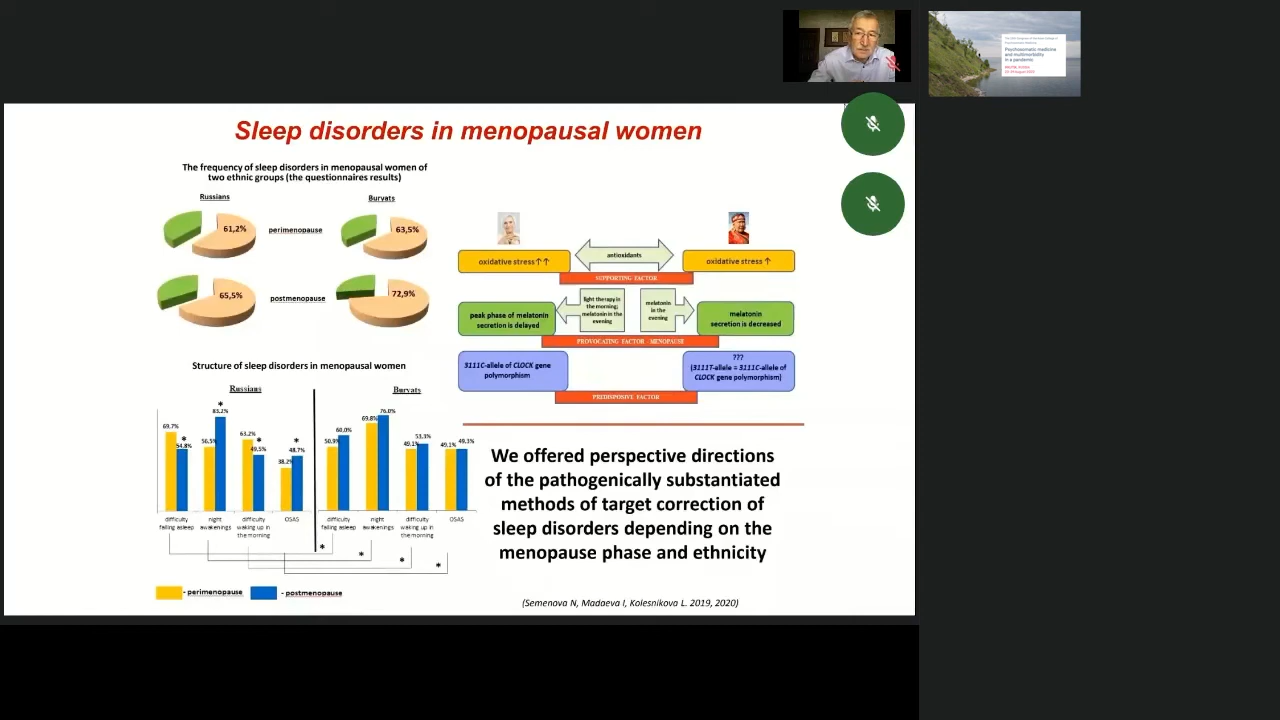 Psychosomatic medicine
and multimorbidity
in a pandemic
Sleep disorders in menopausal women
The frequency of sleep disorders in menopausal women of
two ethnic groups (the questionnaires results)
Russians
Buryats
61,2%
perimenopause
63,5%
65,5%
postmenopause
72,9%
Structure of sleep disorders in menopausal women
Russians
Buryats
69.7%
54.8%
*
56.5%
83.2%
*
63.2%
49.5%
*
38.2%
48.7%
*
50.9%
60,0%
69.8%
76.0%
49.1%
53,3%
49.1%
49.3%
difficulty
falling asleep
night
awakenings
difficulty
waking up in
the morning
OSAS
difficulty
falling asleep
night
awakenings
difficulty
waking up in
the morning
OSAS
*
*
*
*
- perimenopause
- postmenopause
oxidative stress↑↑
antioxidants
oxidative stress ↑
SUPPORTING FACTOR
peak phase of melatonin
secretion is delayed
light therapy in
the morning;
melatonin in the
evening
melatonin
in the
evening
melatonin
secretion is decreased
PROVOCATING FACTOR - MENOPAUSE
3111C-allele of CLOCK gene
polymorphism
???
(3111T-allele = 3111C-allele of
CLOCK gene polymorphism)
PREDISPOSIVE FACTOR
We offered perspective directions
of the pathogenically substantiated
methods of target correction of
sleep disorders depending on the
menopause phase and ethnicity
(Semenova N, Madaeva I, Kolesnikova L. 2019, 2020)